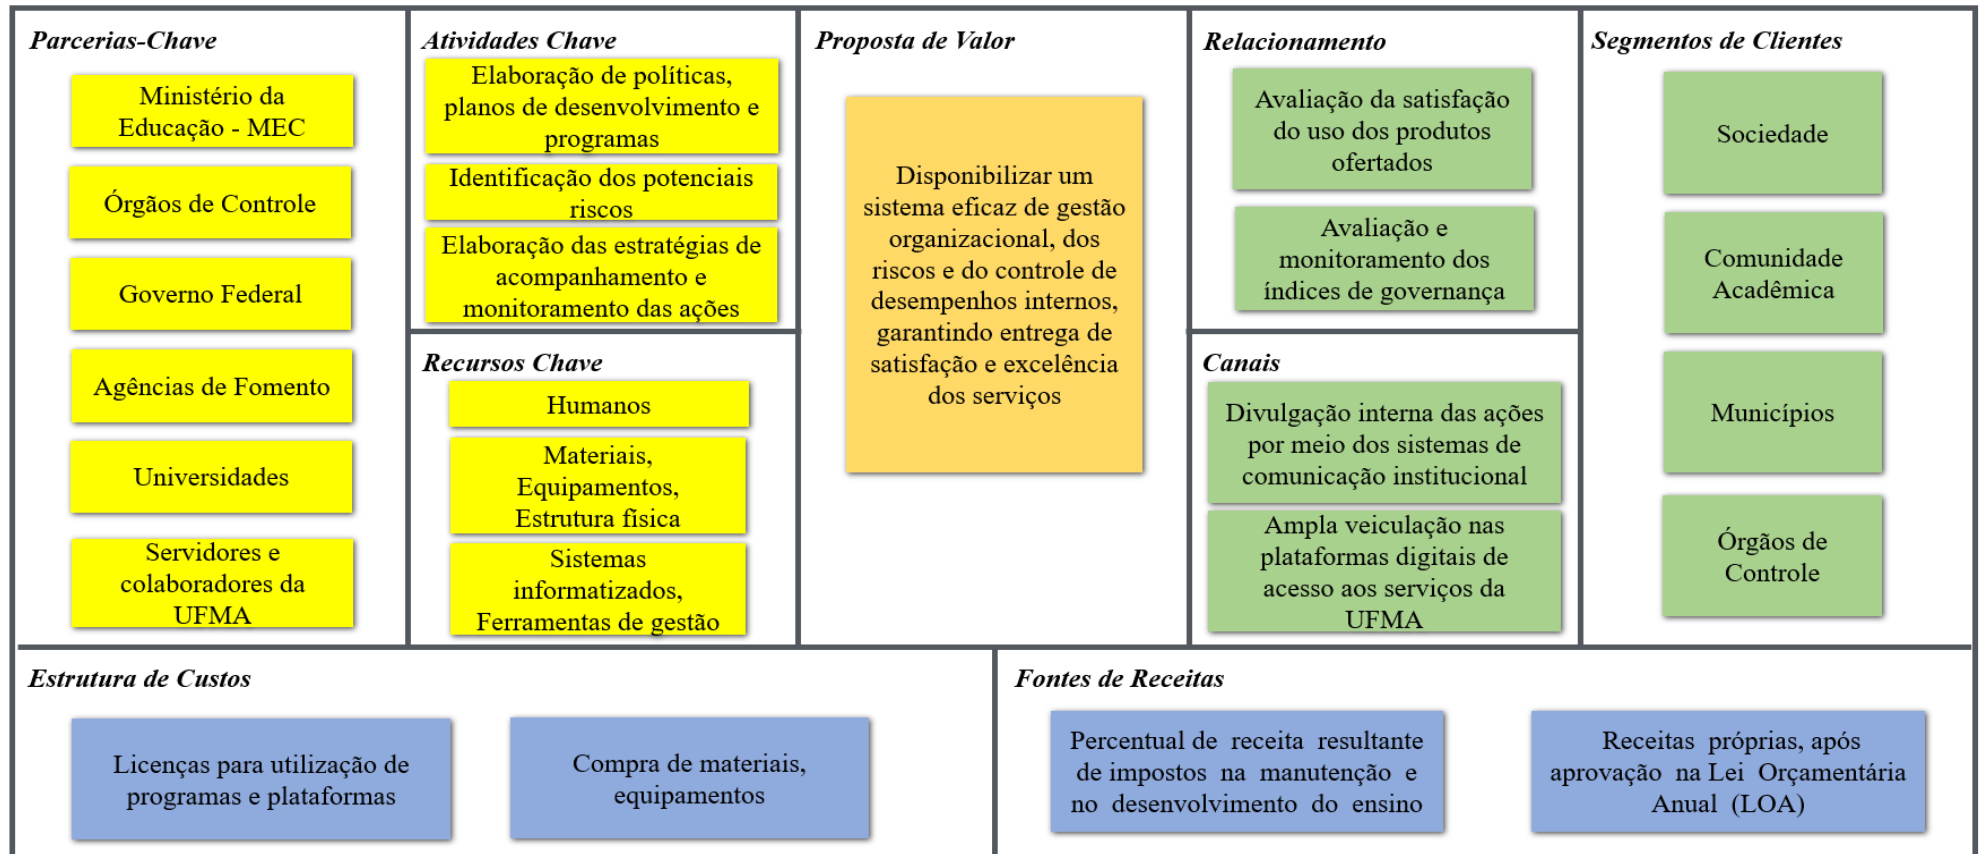 Parcerias-Chave
Ministério da
Educação - MEC
Órgãos de Controle
Governo Federal
Agências de Fomento
Universidades
Servidores e
colaboradores da
UFMA
Atividades Chave
Elaboração de políticas,
planos de desenvolvimento e
programas
Identificação dos potenciais
riscos
Elaboração das estratégias de
acompanhamento e
monitoramento das ações
Recursos Chave
Humanos
Materiais,
Equipamentos,
Estrutura física
Sistemas
informatizados,
Ferramentas de gestão
Proposta de Valor
Disponibilizar um
sistema eficaz de gestão
organizacional, dos
riscos e do controle de
desempenhos internos,
garantindo entrega de
satisfação e excelência
dos serviços
Relacionamento
Avaliação da satisfação
do uso dos produtos
ofertados
Avaliação e
monitoramento dos
índices de governança
Canais
Divulgação interna das ações
por meio dos sistemas de
comunicação institucional
Ampla veiculação nas
plataformas digitais de
acesso aos serviços da
UFMA
Segmentos de Clientes
Sociedade
Comunidade
Acadêmica
Municípios
Órgãos de
Controle
Estrutura de Custos
Licenças para utilização de
programas e plataformas
Compra de materiais,
equipamentos
Fontes de Receitas
Percentual de receita resultante
de impostos na manutenção e
no desenvolvimento do ensino
Receitas próprias, após
aprovação na Lei Orçamentária
Anual (LOA)